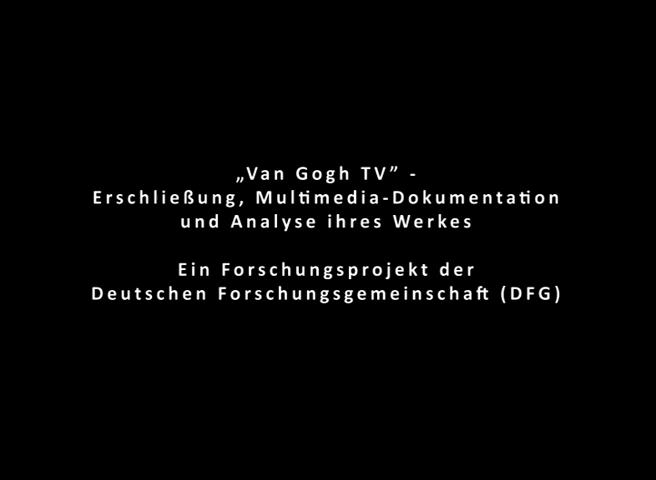 „Van Gogh TV” -
Erschließung, Multimedia-Dokumentation
und Analyse ihres Werkes
Ein Forschungsprojekt der
Deutschen Forschungsgemeinschaft (DFG)